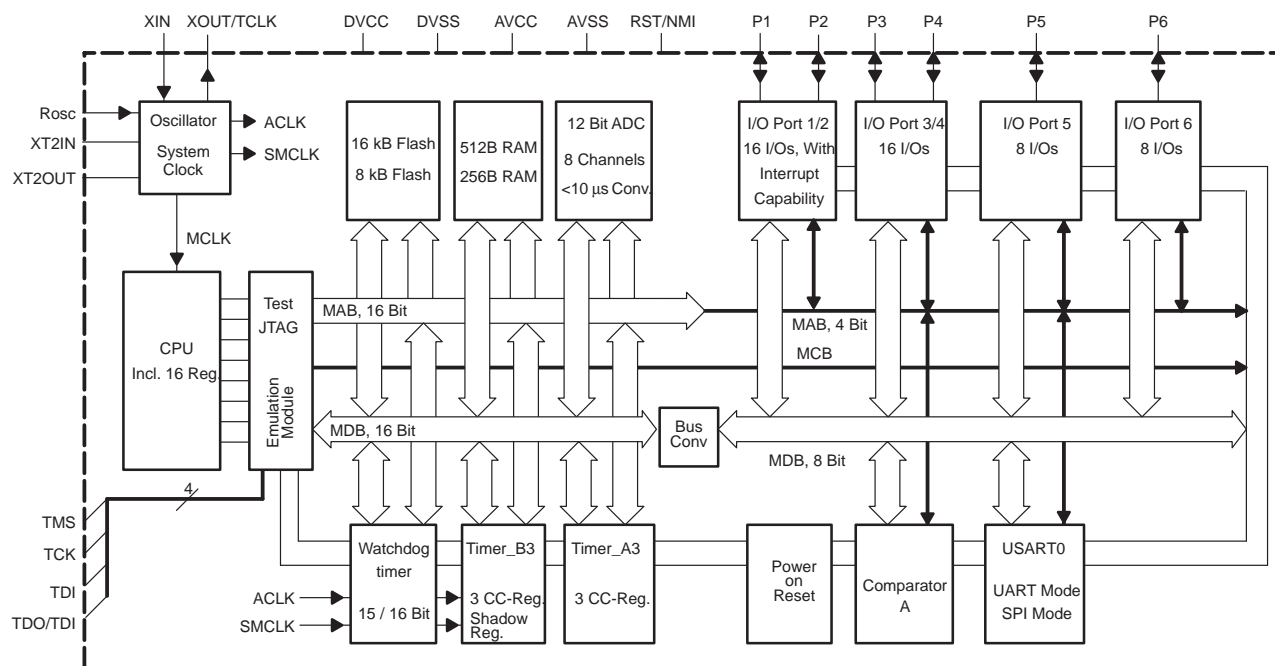 XIN
XOUT/TCLK
DVCC
DVSS
AVCC
AVSS
RST/NMI
P1
P2
P3
P4
P5
P6
Rosc
XT2IN
XT2OUT
Oscillator
System
Clock
ACLK
SMCLK
MCLK
16 kB Flash
8 kB Flash
512B RAM
256B RAM
12 Bit ADC
8 Channels
<10 μs Conv.
I/O Port 1/2
16 I/Os, With
Interrupt
Capability
I/O Port 3/4
16 I/Os
I/O Port 5
8 I/Os
I/O Port 6
8 I/Os
CPU
Incl. 16 Reg.
Test
JTAG
Emulation
Module
MAB, 16 Bit
MAB, 4 Bit
MCB
MDB, 16 Bit
Bus
Conv
MDB, 8 Bit
4
TMS
TCK
TDI
TDO/TDI
ACLK
SMCLK
Watchdog
timer
15 / 16 Bit
Timer_B3
3 CC-Reg.
Shadow
Reg.
Timer_A3
3 CC-Reg.
Power
on
Reset
Comparator
A
USART0
UART Mode
SPI Mode